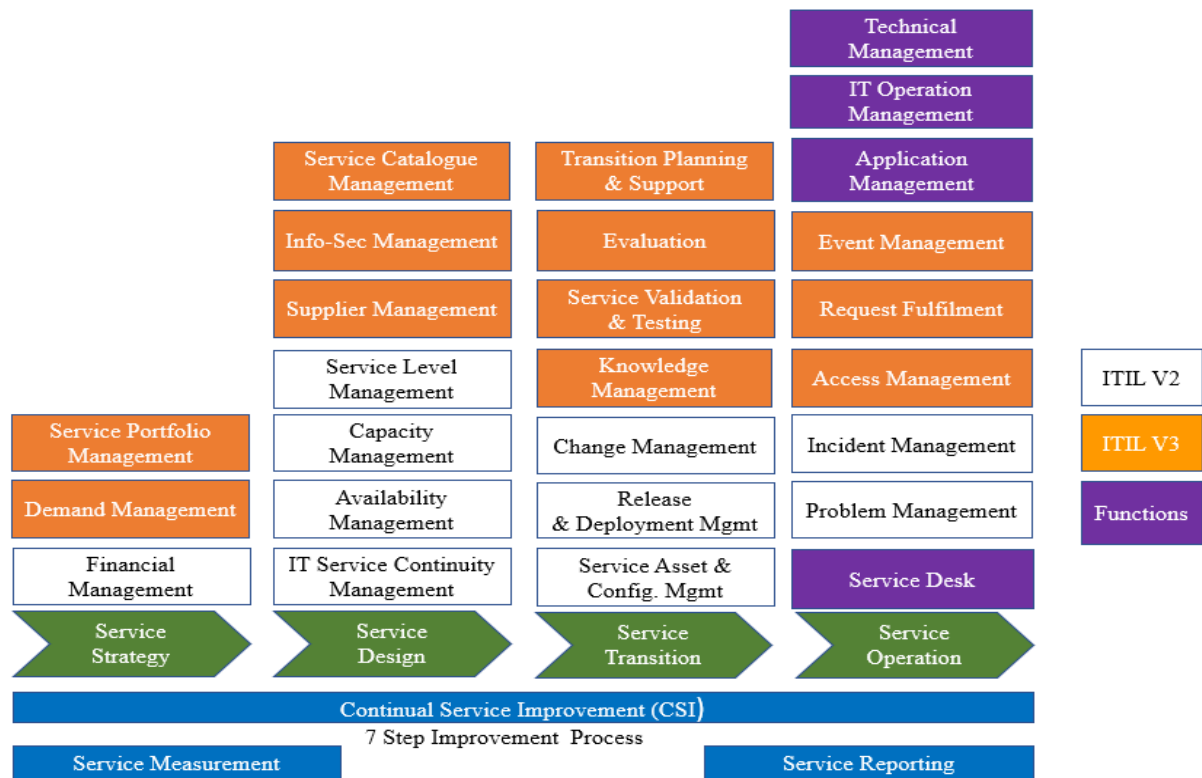 Technical
Management
IT Operation
Management
Service Catalogue
Management
Transition Planning
& Support
Application
Management
Info-Sec Management
Evaluation
Event Management
Supplier Management
Service Validation
& Testing
Request Fulfilment
Service Level
Management
Knowledge
Management
Access Management
ITIL V2
Service Portfolio
Management
Capacity
Management
Change Management
Incident Management
ITIL V3
Demand Management
Availability
Management
Release
& Deployment Mgmt
Problem Management
Functions
Financial
Management
IT Service Continuity
Management
Service Asset &
Config. Mgmt
Service Desk
Service
Strategy
Service
Design
Service
Transition
Service
Operation
Continual Service Improvement (CSI)
7 Step Improvement Process
Service Measurement
Service Reporting